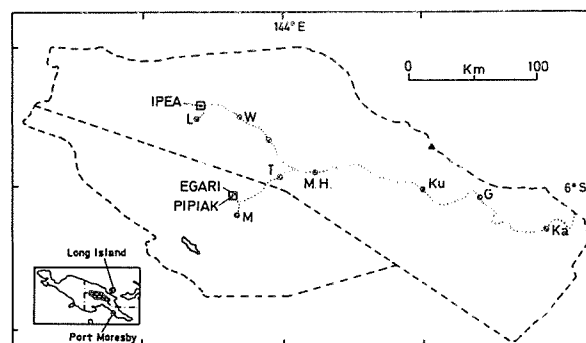 144° E
0 Km 100
IPEA
L
W
T
M.H.
Ku
6° S
G
EGARI
PIPIAK
M
Ka
Long Island
Port Moresby